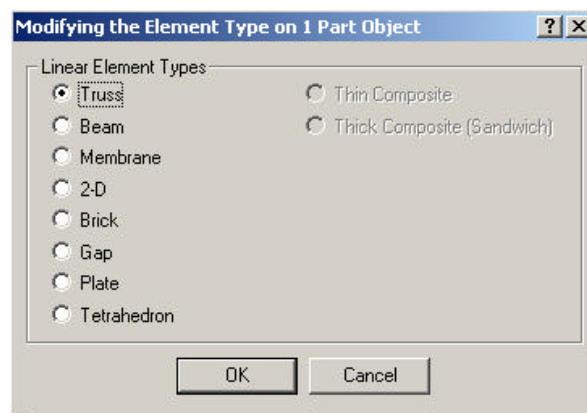 Modifying the Element Type on 1 Part Object
Linear Element Types
Truss
Beam
Membrane
2-D
Brick
Gap
Plate
Tetrahedron
Thin Composite
Thick Composite (Sandwich)
OK
Cancel